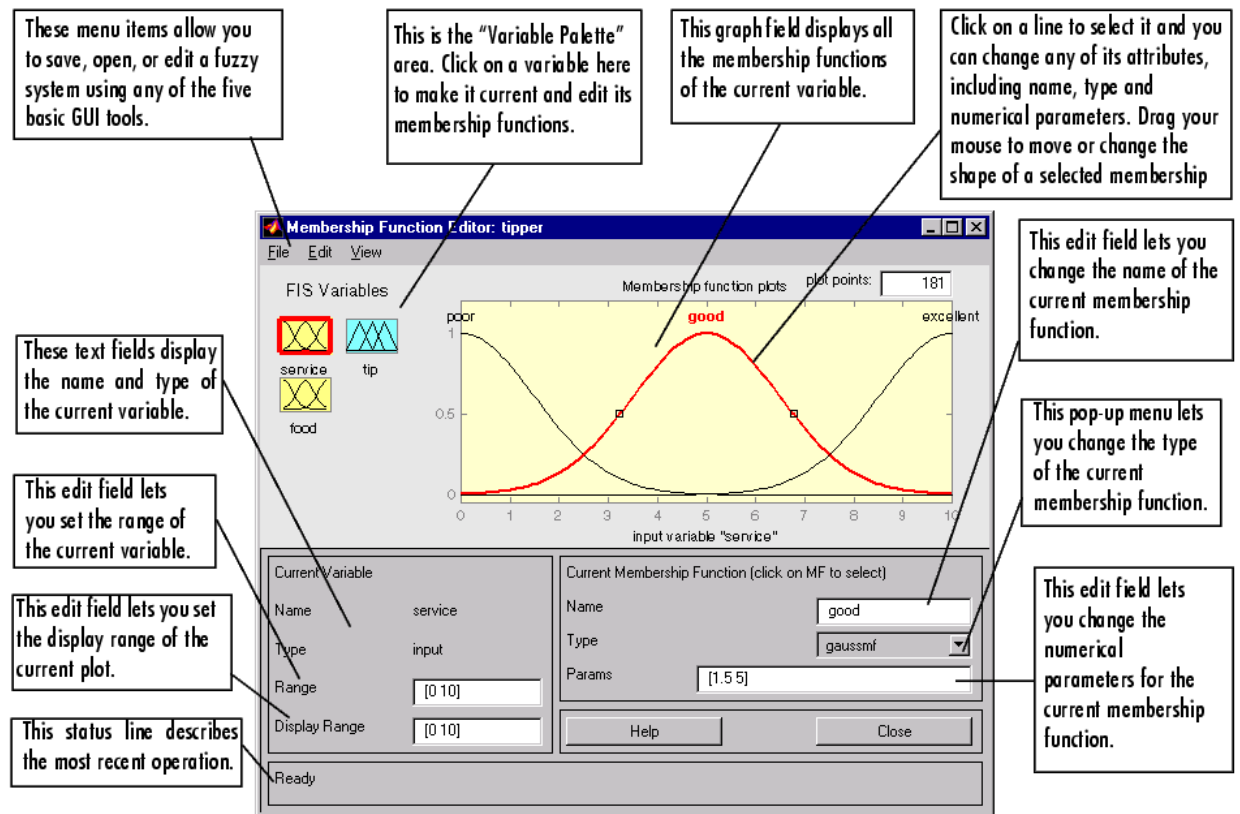 These menu items allow you
to save, open, or edit a fuzzy
system using any of the five
basic GUI tools.
This is the “Variable Palette”
area. Click on a variable here
to make it current and edit its
membership functions.
This graph field displays all
the membership functions
of the current variable.
Click on a line to select it and you
can change any of its attributes,
including name, type and
numerical parameters. Drag your
mouse to move or change the
shape of a selected membership
Membership Function Editor: tipper
File Edit View
FIS Variables
service
tip
food
Membership function plots
plot points:
181
poor
good
excellent
1
0.5
0
0 1 2 3 4 5 6 7 8 9 10
input variable "service"
These text fields display
the name and type of
the current variable.
This edit field lets
you set the range of
the current variable.
This edit field lets you set
the display range of the
current plot.
This status line describes
the most recent operation.
Current Variable
Name service
Type input
Range [0 10]
Display Range [0 10]
Current Membership Function (click on MF to select)
Name good
Type gaussmf
Params [1.5 5]
Help
Close
Ready
This edit field lets you
change the name of the
current membership
function.
This pop-up menu lets
you change the type
of the current
membership function.
This edit field lets
you change the
numerical
parameters for the
current membership
function.